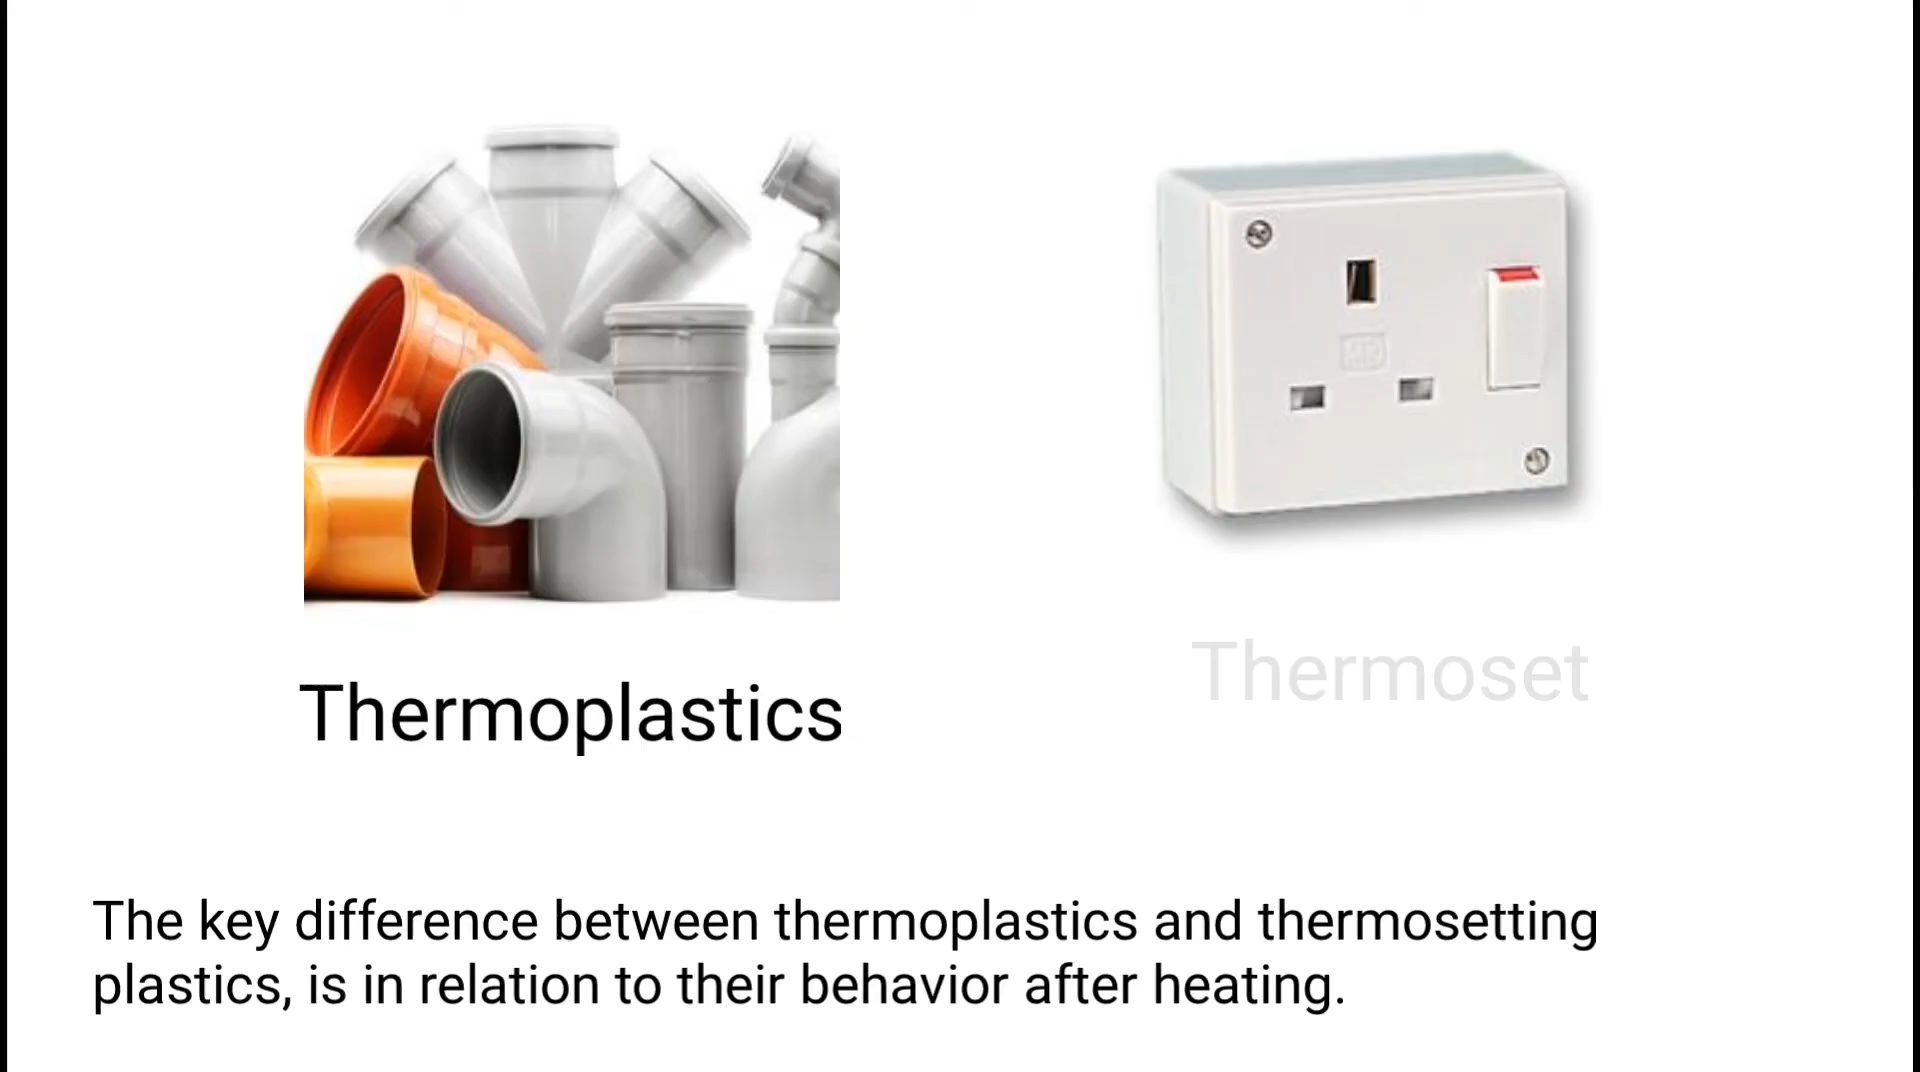 Thermoplastics
Thermoset
The key difference between thermoplastics and thermosetting
plastics, is in relation to their behavior after heating.